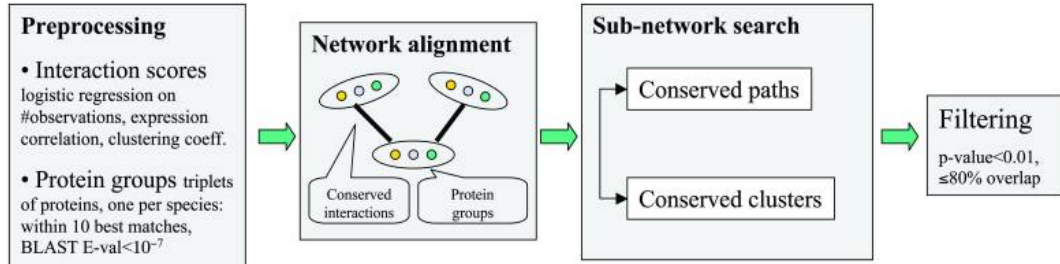 Preprocessing
• Interaction scores
logistic regression on
#observations, expression
correlation, clustering coeff.
• Protein groups triplets
of proteins, one per species:
within 10 best matches,
BLAST E-val<10⁻⁷
Network alignment
Conserved
interactions
Protein
groups
Sub-network search
Conserved paths
Conserved clusters
Filtering
p-value<0.01,
≤80% overlap